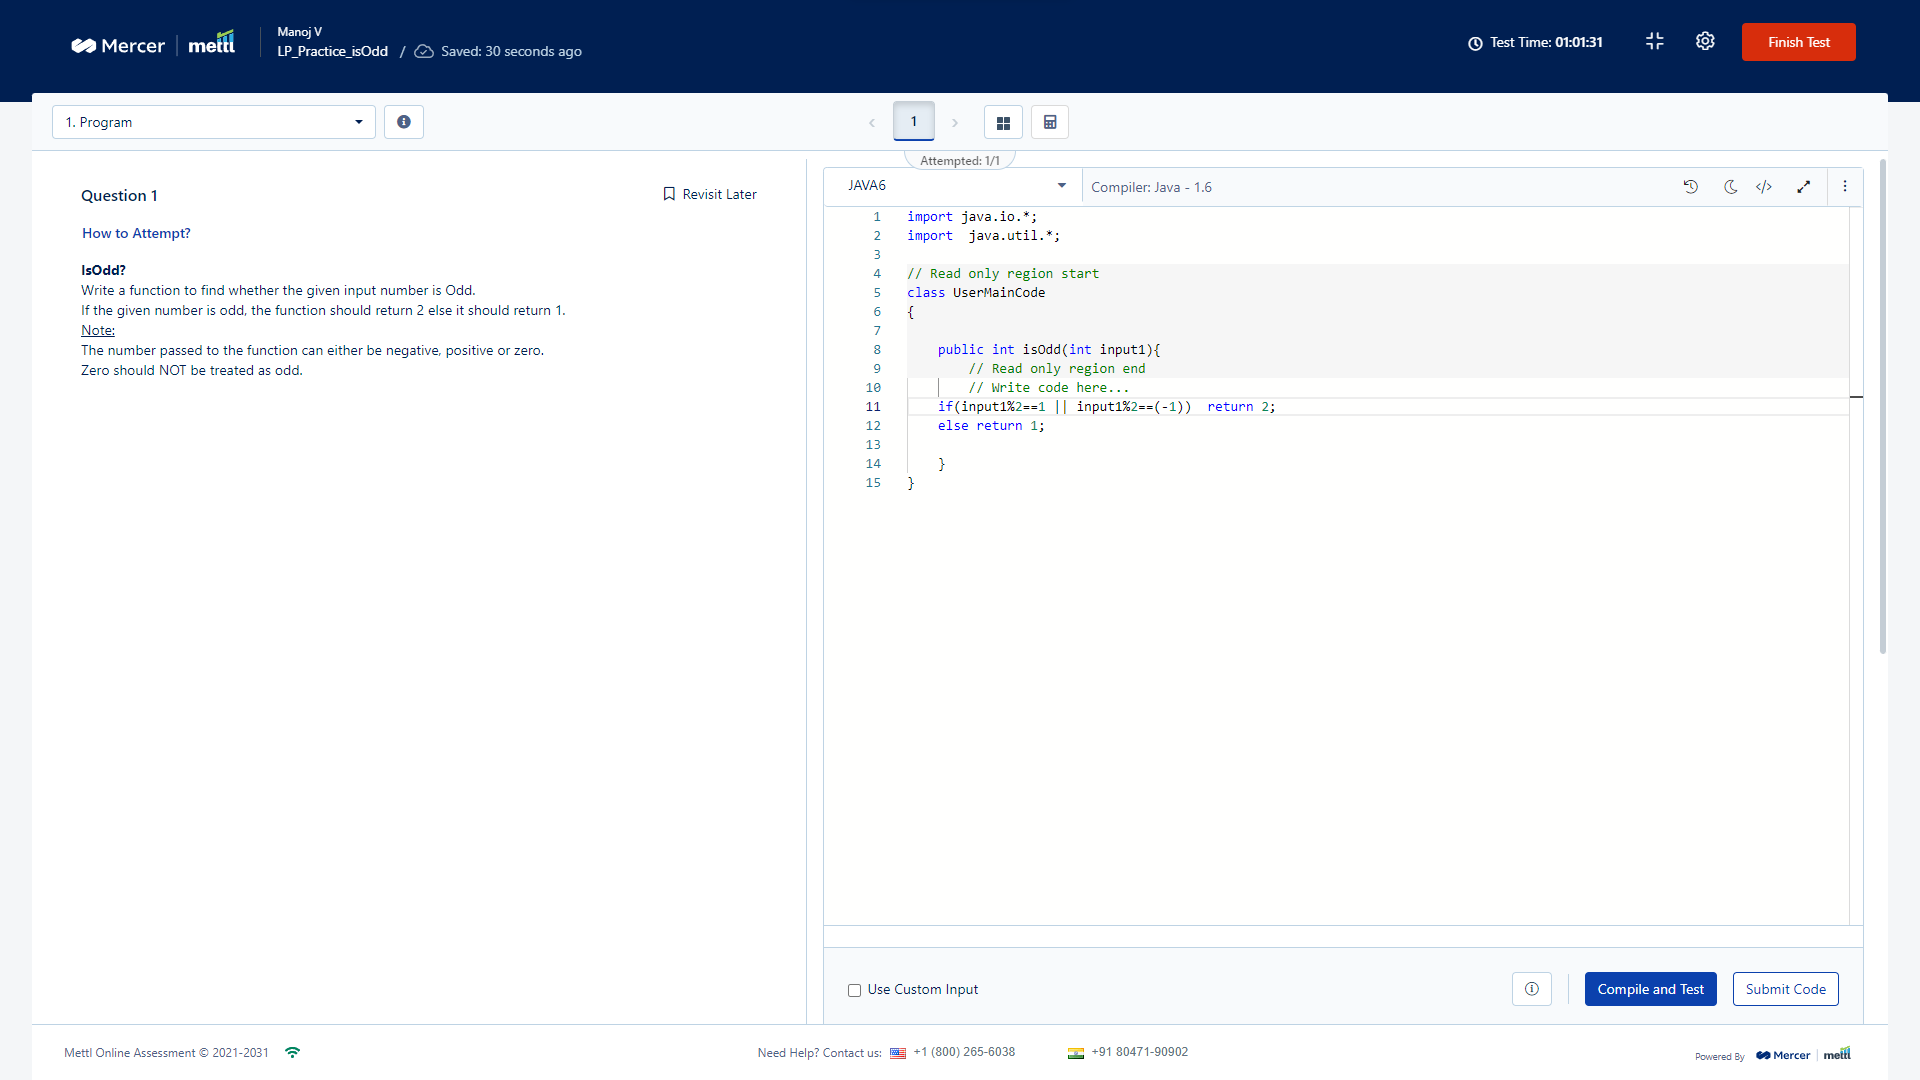 Mercer | mettl
Manoj V
LP_Practice_isOdd / Saved: 30 seconds ago
Test Time: 01:01:31
Finish Test
1. Program
1
Attempted: 1/1
Question 1
Revisit Later
How to Attempt?
IsOdd?
Write a function to find whether the given input number is Odd.
If the given number is odd, the function should return 2 else it should return 1.
Note:
The number passed to the function can either be negative, positive or zero.
Zero should NOT be treated as odd.
JAVA6
Compiler: Java - 1.6
1 import java.io.*;
2 import  java.util.*;
3
4 // Read only region start
5 class UserMainCode
6 {
7
8     public int isOdd(int input1){
9         // Read only region end
10         // Write code here...
11     if(input1%2==1 || input1%2==(-1))  return 2;
12     else return 1;
13
14     }
15 }
Use Custom Input
Compile and Test
Submit Code
Mettl Online Assessment © 2021-2031
Need Help? Contact us: +1 (800) 265-6038
+91 80471-90902
Powered By Mercer | mettl